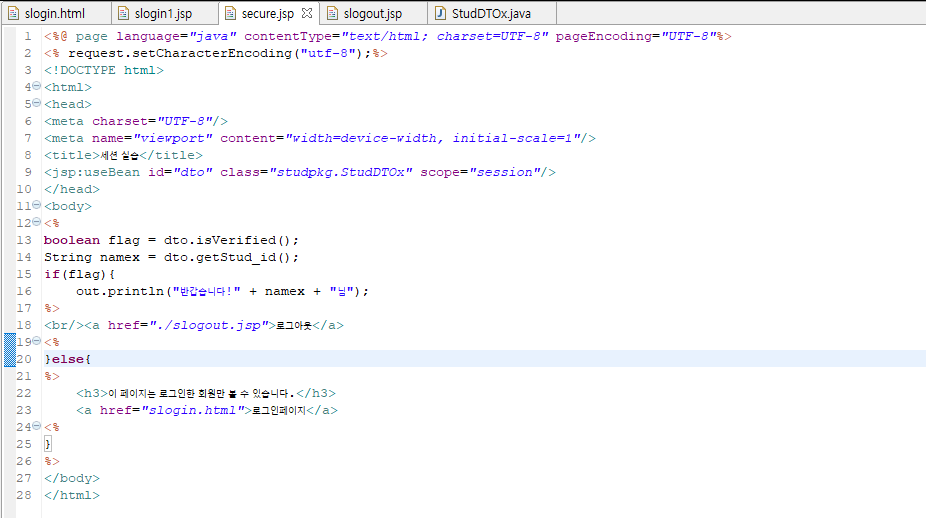 slogin.html slogin1.jsp secure.jsp slogout.jsp StudDTOx.java
1 <%@ page language="java" contentType="text/html; charset=UTF-8" pageEncoding="UTF-8"%>
2 <% request.setCharacterEncoding("utf-8");%>
3 <!DOCTYPE html>
4 <html>
5 <head>
6 <meta charset="UTF-8"/>
7 <meta name="viewport" content="width=device-width, initial-scale=1"/>
8 <title>세션 실습</title>
9 <jsp:useBean id="dto" class="studpkg.StudDTOx" scope="session"/>
10 </head>
11 <body>
12 <%
13 boolean flag = dto.isVerified();
14 String namex = dto.getStud_id();
15 if(flag){
16     out.println("반갑습니다!" + namex + "님");
17 %>
18 <br/><a href="./slogout.jsp">로그아웃</a>
19 <%
20 }else{
21 %>
22     <h3>이 페이지는 로그인한 회원만 볼 수 있습니다.</h3>
23     <a href="slogin.html">로그인페이지</a>
24 <%
25 }
26 %>
27 </body>
28 </html>